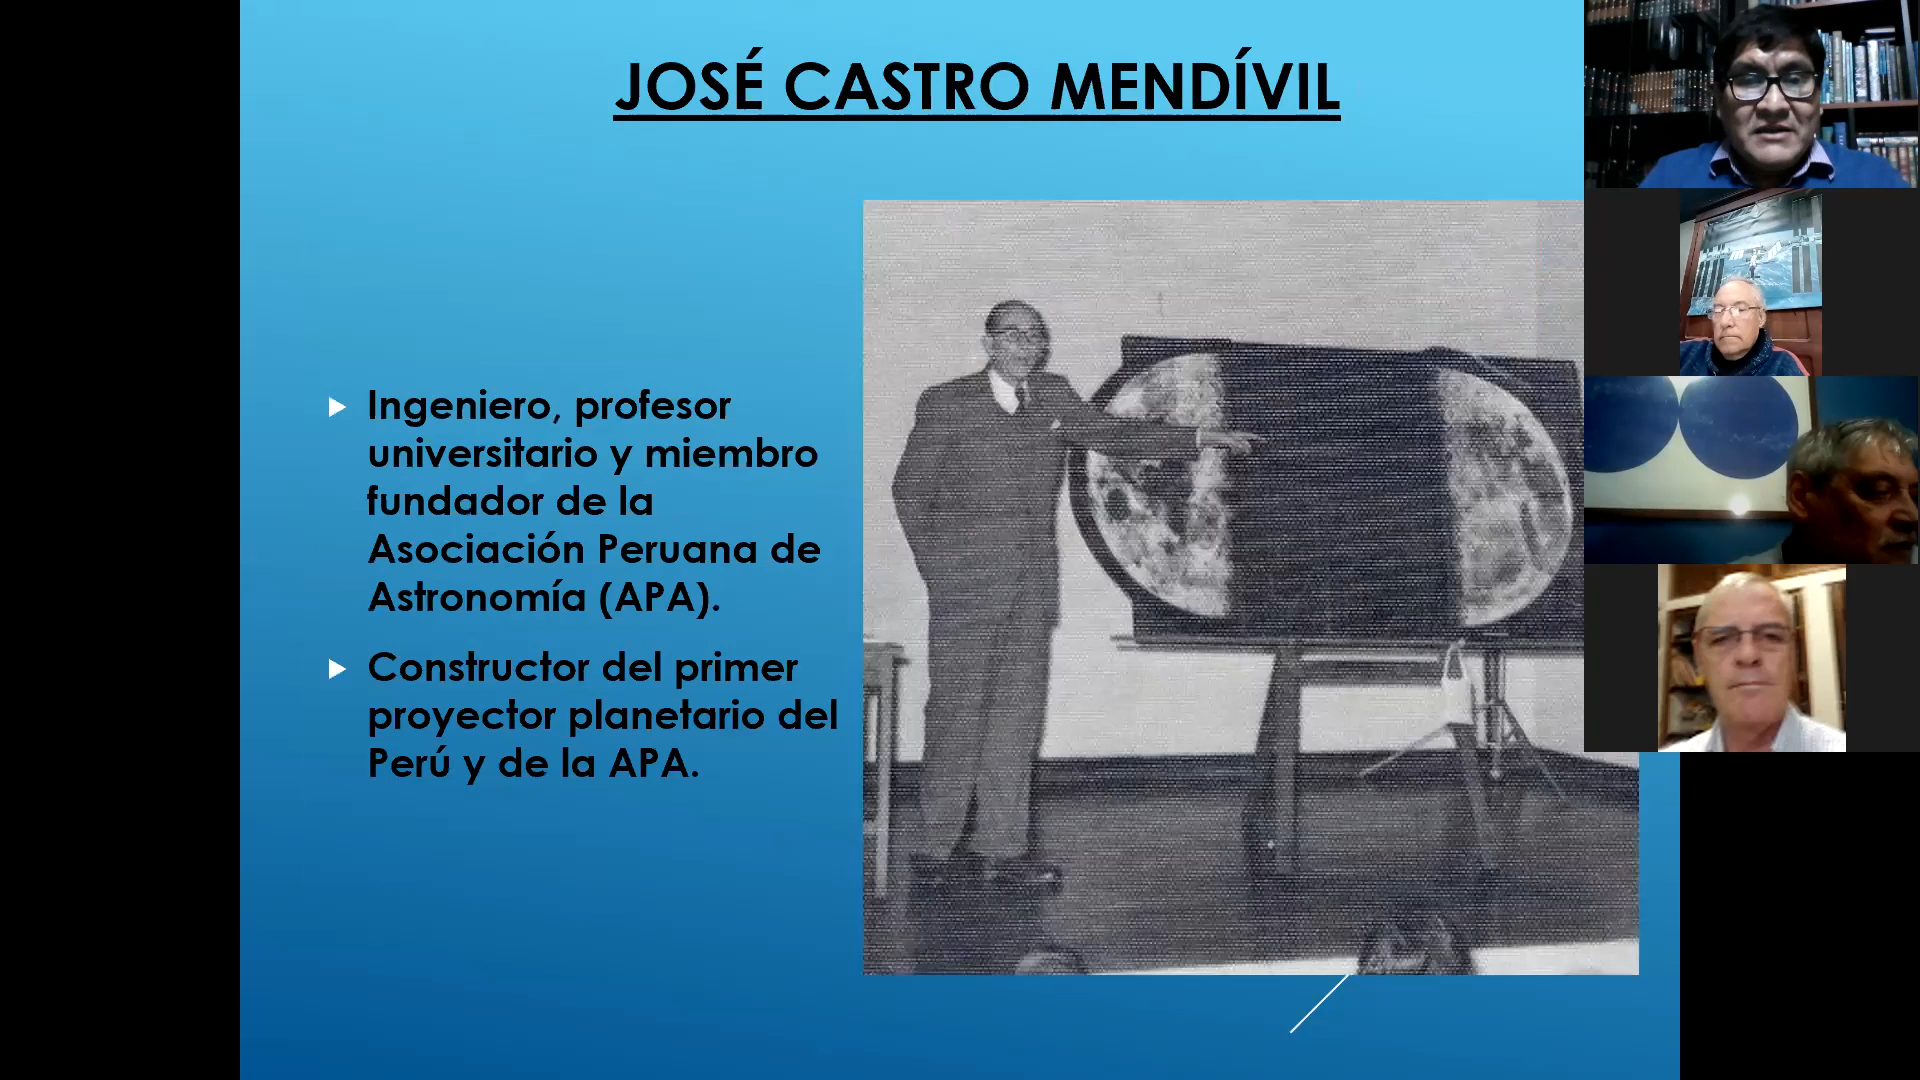 JOSÉ CASTRO MENDÍVIL
Ingeniero, profesor
universitario y miembro
fundador de la
Asociación Peruana de
Astronomía (APA).
Constructor del primer
proyector planetario del
Perú y de la APA.